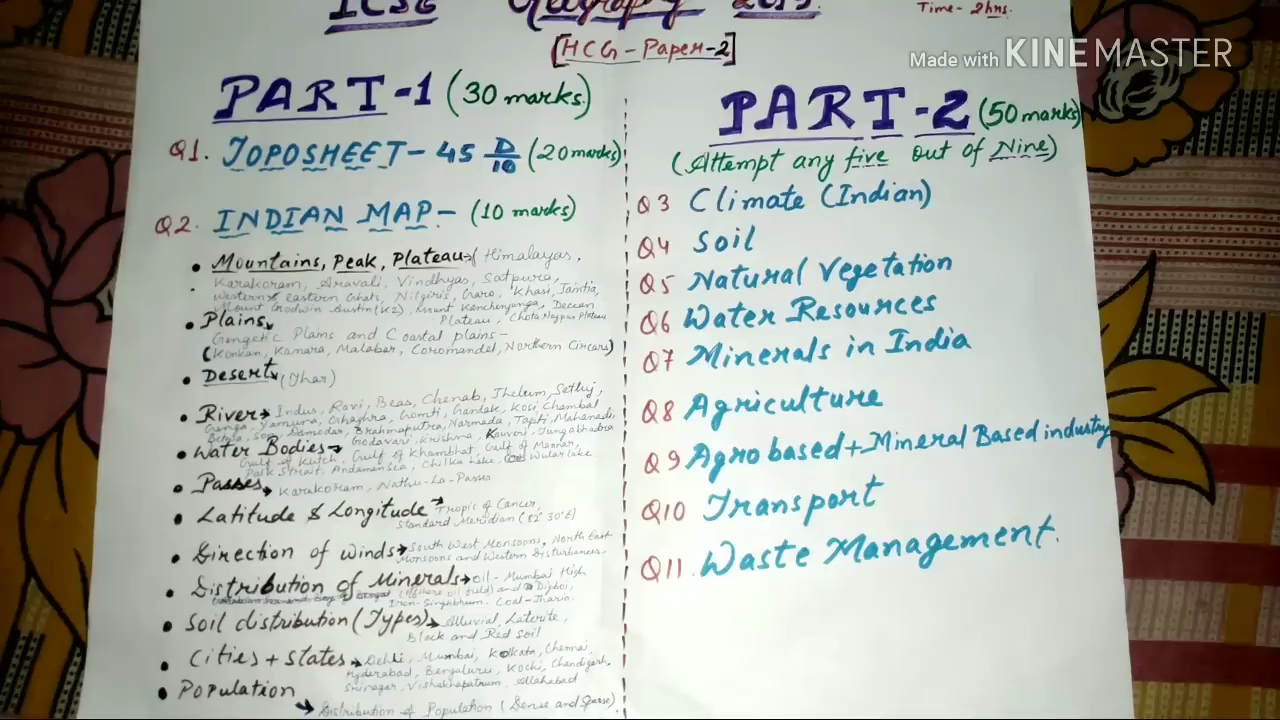 ICSE Geography 2019
Time- 2hrs.
[HCG-Paper-2]
Made with KINEMASTER
PART-1 (30 marks)
Q1. TOPOSHEET- 45 D/10 (20 marks)
Q2. INDIAN MAP- (10 marks)
• Mountains, Peak, Plateau→( Himalayas,
Karakoram, Aravali, Vindhyas, Satpura,
Western & eastern Ghats, Nilgiris, Garo, Khasi, Jaintia,
Mount Godwin Austin (K2), Mount Kanchenjunga, Deccan
Plateau, Chota Nagpur Plateau
• Plains
Gangetic Plains and Coastal plains-
(Konkan, Kanara, Malabar, Coromandel, Northern Circars)
• Desert (Thar)
• River→ Indus, Ravi, Beas, Chenab, Jhelum, Satluj,
Ganga, Yamuna, Ghaghra, Gomti, Gandak, Kosi, Chambal
Betwa, Son, Damodar, Brahmaputra, Narmada, Tapti, Mahanadi,
Godavari, Krishna, Kaveri, Tungabhadra
• Water Bodies→
Gulf of Kutch, Gulf of Khambhat, Gulf of Mannar,
Palk Strait, Andaman Sea, Chilka Lake, Wular lake.
• Passes→ Karakoram, Nathu-La-Passes
• Latitude & Longitude→ Tropic of Cancer,
Standard Meridian (82° 30'E)
• Direction of winds→ South West Monsoons, North East
Monsoons and Western Disturbances.
• Distribution of Minerals→ Oil - Mumbai High
(Offshore oil field) and Digboi,
Iron-Singhbhum. Coal-Jharia.
• Soil distribution (Types)→ Alluvial, Laterite,
Black and Red Soil
• Cities + states→ Delhi, Mumbai, Kolkata, Chennai,
Hyderabad, Bengaluru, Kochi, Chandigarh,
Srinagar, Vishakhapatnam, Allahabad
• Population
→ Distribution of Population (Dense and Sparse)
PART-2 (50 marks)
(Attempt any five out of Nine)
Q3 Climate (Indian)
Q4 Soil
Q5 Natural Vegetation
Q6 Water Resources
Q7 Minerals in India
Q8 Agriculture
Q9 Agro based + Mineral Based industry
Q10 Transport
Q11. Waste Management.